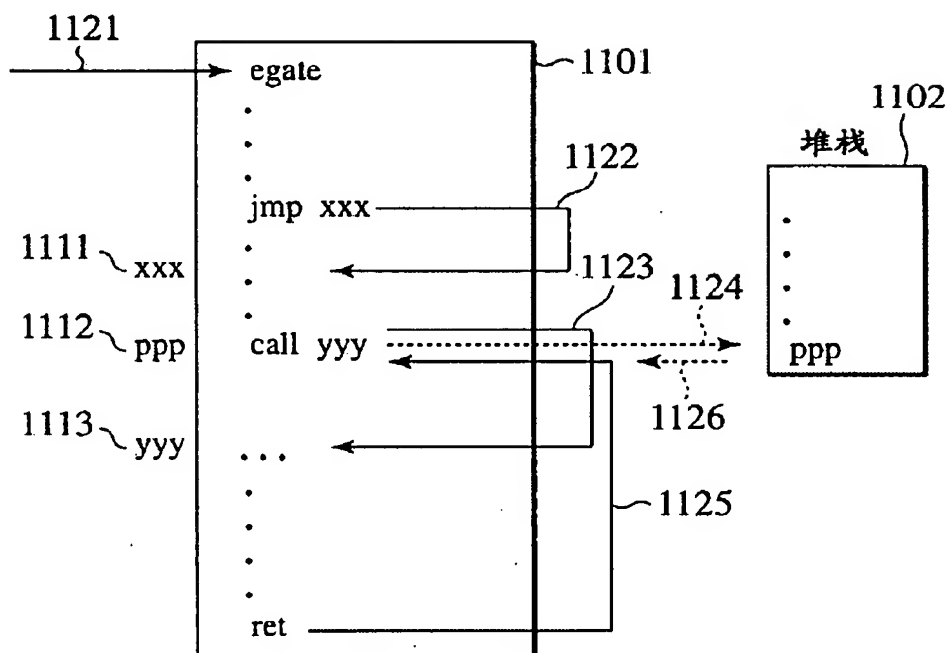 1121
egate
1101
1102
堆栈
1122
jmp xxx
1111
xxx
1123
1124
1112
ppp
call yyy
ppp
1126
1113
yyy
1125
ret